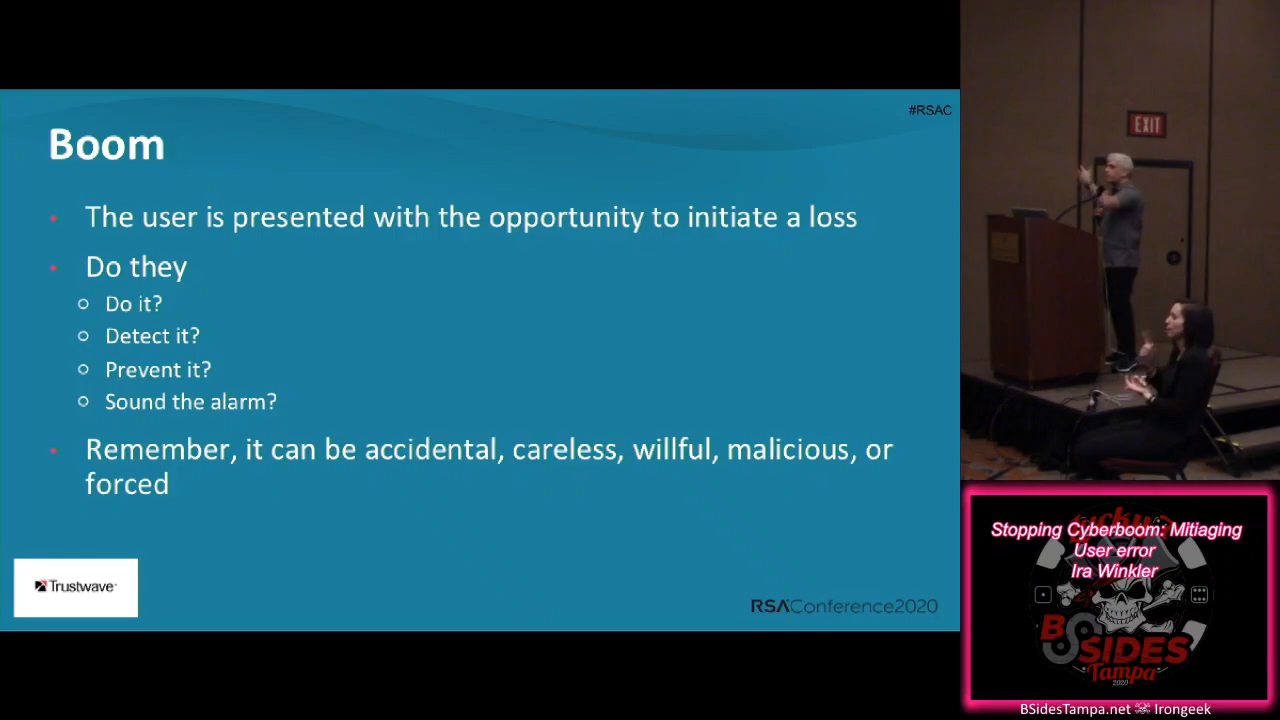 #RSAC
Boom
The user is presented with the opportunity to initiate a loss
Do they
Do it?
Detect it?
Prevent it?
Sound the alarm?
Remember, it can be accidental, careless, willful, malicious, or
forced
Trustwave
RSAConference2020
EXIT
Stopping Cyberboom: Mitiaging
User error
Ira Winkler
BSIDES
Tampa
2020
BSidesTampa.net Irongeek